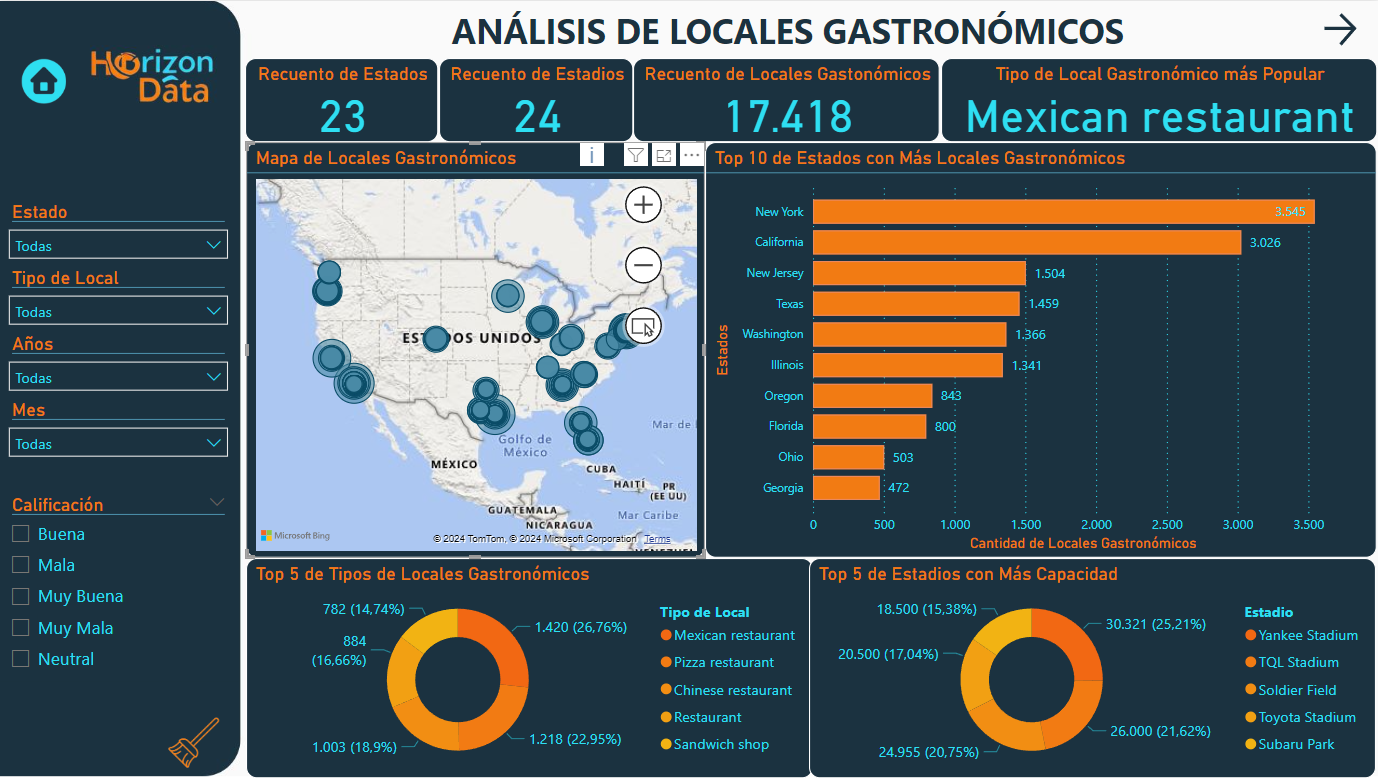 ANÁLISIS DE LOCALES GASTRONÓMICOS
Horizon
Dâta
Recuento de Estados
23
Recuento de Estadios
24
Recuento de Locales Gastonómicos
17.418
Tipo de Local Gastronómico más Popular
Mexican restaurant
Estado
Todas
Tipo de Local
Todas
Años
Todas
Mes
Todas
Calificación
Buena
Mala
Muy Buena
Muy Mala
Neutral
Mapa de Locales Gastronómicos
ESTADOS UNIDOS
MÉXICO
Golfo de
México
CUBA
HAITÍ
PR
(EE UU)
Mar de
GUATEMALA
Mar Caribe
NICARAGUA
Microsoft Bing
© 2024 TomTom, © 2024 Microsoft Corporation Terms
Top 10 de Estados con Más Locales Gastronómicos
Estados
New York 3.545
California 3.026
New Jersey 1.504
Texas 1.459
Washington 1.366
Illinois 1.341
Oregon 843
Florida 800
Ohio 503
Georgia 472
0 500 1.000 1.500 2.000 2.500 3.000 3.500
Cantidad de Locales Gastronómicos
Top 5 de Tipos de Locales Gastronómicos
782 (14,74%)
884
(16,66%)
1.003 (18,9%)
1.420 (26,76%)
1.218 (22,95%)
Tipo de Local
Mexican restaurant
Pizza restaurant
Chinese restaurant
Restaurant
Sandwich shop
Top 5 de Estadios con Más Capacidad
18.500 (15,38%)
20.500 (17,04%)
24.955 (20,75%)
30.321 (25,21%)
26.000 (21,62%)
Estadio
Yankee Stadium
TQL Stadium
Soldier Field
Toyota Stadium
Subaru Park